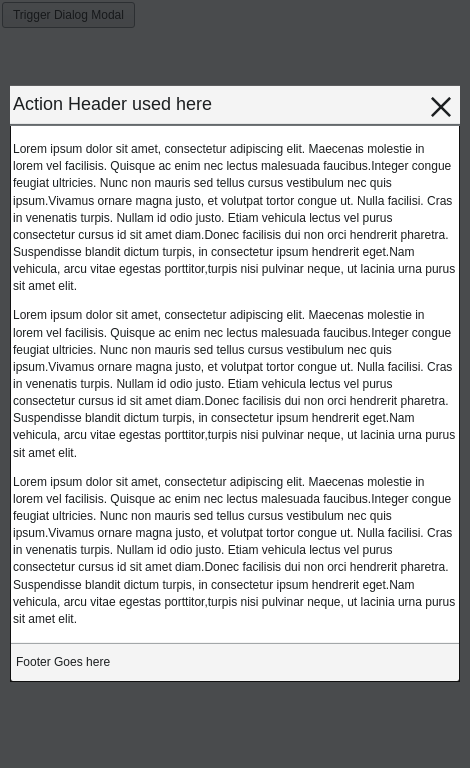 Trigger Dialog Modal
Action Header used here
Lorem ipsum dolor sit amet, consectetur adipiscing elit. Maecenas molestie in
lorem vel facilisis. Quisque ac enim nec lectus malesuada faucibus.Integer congue
feugiat ultricies. Nunc non mauris sed tellus cursus vestibulum nec quis
ipsum.Vivamus ornare magna justo, et volutpat tortor congue ut. Nulla facilisi. Cras
in venenatis turpis. Nullam id odio justo. Etiam vehicula lectus vel purus
consectetur cursus id sit amet diam.Donec facilisis dui non orci hendrerit pharetra.
Suspendisse blandit dictum turpis, in consectetur ipsum hendrerit eget.Nam
vehicula, arcu vitae egestas porttitor,turpis nisi pulvinar neque, ut lacinia urna purus
sit amet elit.
Lorem ipsum dolor sit amet, consectetur adipiscing elit. Maecenas molestie in
lorem vel facilisis. Quisque ac enim nec lectus malesuada faucibus.Integer congue
feugiat ultricies. Nunc non mauris sed tellus cursus vestibulum nec quis
ipsum.Vivamus ornare magna justo, et volutpat tortor congue ut. Nulla facilisi. Cras
in venenatis turpis. Nullam id odio justo. Etiam vehicula lectus vel purus
consectetur cursus id sit amet diam.Donec facilisis dui non orci hendrerit pharetra.
Suspendisse blandit dictum turpis, in consectetur ipsum hendrerit eget.Nam
vehicula, arcu vitae egestas porttitor,turpis nisi pulvinar neque, ut lacinia urna purus
sit amet elit.
Lorem ipsum dolor sit amet, consectetur adipiscing elit. Maecenas molestie in
lorem vel facilisis. Quisque ac enim nec lectus malesuada faucibus.Integer congue
feugiat ultricies. Nunc non mauris sed tellus cursus vestibulum nec quis
ipsum.Vivamus ornare magna justo, et volutpat tortor congue ut. Nulla facilisi. Cras
in venenatis turpis. Nullam id odio justo. Etiam vehicula lectus vel purus
consectetur cursus id sit amet diam.Donec facilisis dui non orci hendrerit pharetra.
Suspendisse blandit dictum turpis, in consectetur ipsum hendrerit eget.Nam
vehicula, arcu vitae egestas porttitor,turpis nisi pulvinar neque, ut lacinia urna purus
sit amet elit.
Footer Goes here